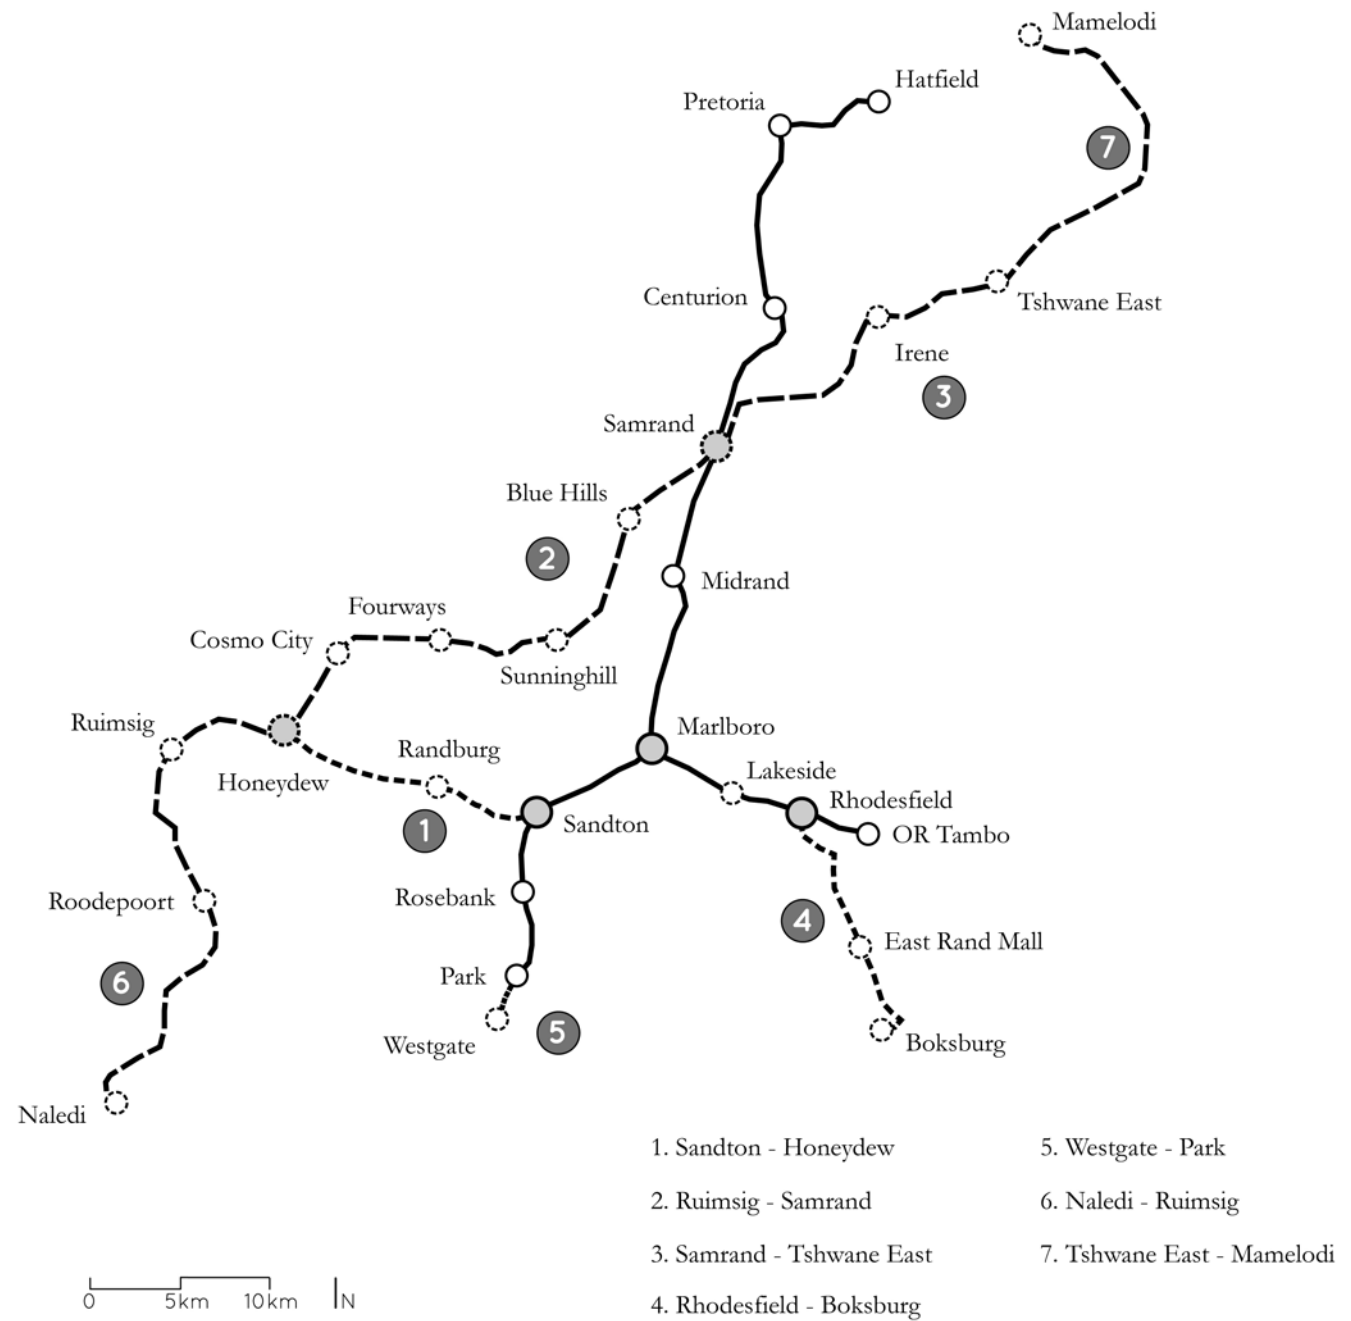 Mamelodi
Hatfield
Pretoria
7
Centurion
Tshwane East
Irene
3
Samrand
Blue Hills
2
Midrand
Fourways
Cosmo City
Sunninghill
Ruimsig
Marlboro
Randburg
Lakeside
Honeydew
Rhodesfield
1
Sandton
OR Tambo
Rosebank
Roodepoort
4
East Rand Mall
Park
6
5
Westgate
Boksburg
Naledi
1. Sandton - Honeydew
2. Ruimsig - Samrand
3. Samrand - Tshwane East
4. Rhodesfield - Boksburg
5. Westgate - Park
6. Naledi - Ruimsig
7. Tshwane East - Mamelodi
0 5km 10km N